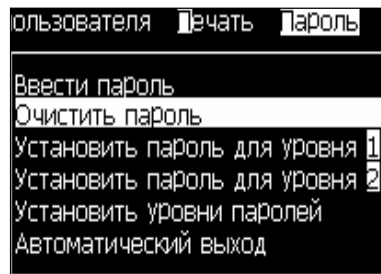 ользователя Печать Пароль
Ввести пароль
Очистить пароль
Установить пароль для уровня 1
Установить пароль для уровня 2
Установить уровни паролей
Автоматический выход